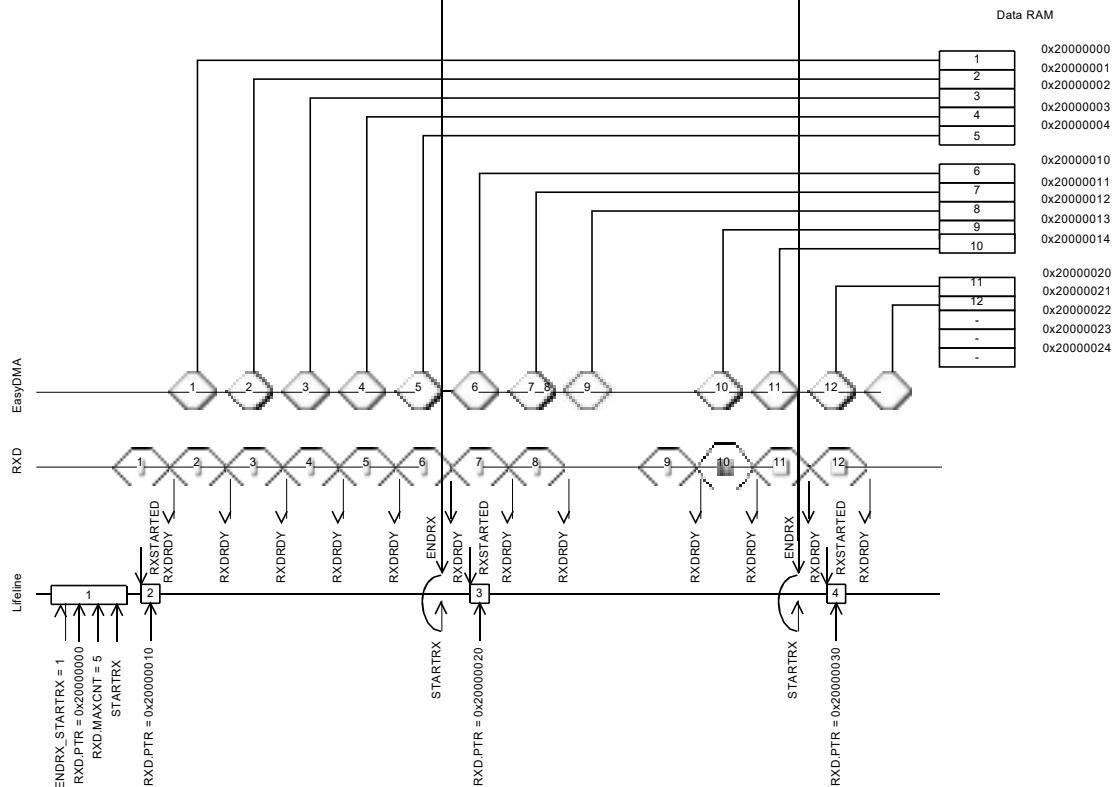 Data RAM
1
2
3
4
5
0x20000000
0x20000001
0x20000002
0x20000003
0x20000004
6
7
8
9
10
0x20000010
0x20000011
0x20000012
0x20000013
0x20000014
11
12
-
-
-
0x20000020
0x20000021
0x20000022
0x20000023
0x20000024
EasyDMA
1
2
3
4
5
6
7
8
9
10
11
12
RXD
1
2
3
4
5
6
7
8
9
10
11
12
RXSTARTED
RXDRDY
RXDRDY
RXDRDY
RXDRDY
RXDRDY
ENDRX
RXDRDY
RXSTARTED
RXDRDY
RXDRDY
RXDRDY
RXDRDY
ENDRX
RXDRDY
RXSTARTED
RXDRDY
Lifeline
1
2
3
4
ENDRX_STARTRX = 1
RXD.PTR = 0x20000000
RXD.MAXCNT = 5
STARTRX
RXD.PTR = 0x20000010
STARTRX
RXD.PTR = 0x20000020
STARTRX
RXD.PTR = 0x20000030